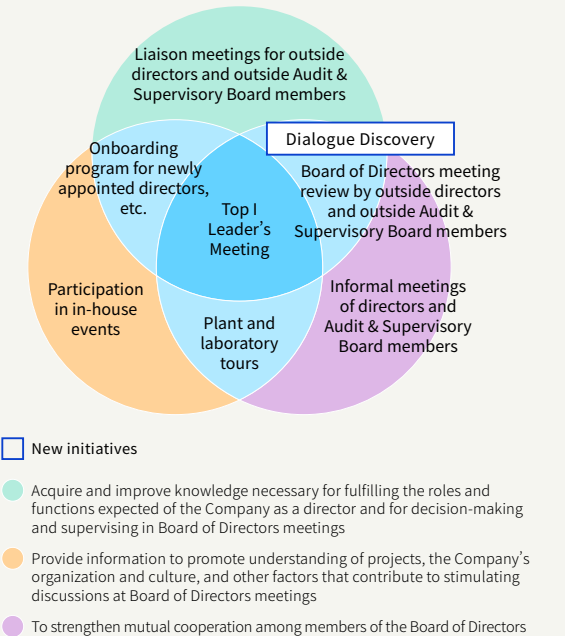 Liaison meetings for outside
directors and outside Audit &
Supervisory Board members
Dialogue Discovery
Onboarding
program for newly
appointed directors,
etc.
Board of Directors meeting
review by outside directors
and outside Audit &
Supervisory Board members
Top I
Leader's
Meeting
Participation
in in-house
events
Informal meetings
of directors and
Audit & Supervisory
Board members
Plant and
laboratory
tours
New initiatives
Acquire and improve knowledge necessary for fulfilling the roles and
functions expected of the Company as a director and for decision-making
and supervising in Board of Directors meetings
Provide information to promote understanding of projects, the Company's
organization and culture, and other factors that contribute to stimulating
discussions at Board of Directors meetings
To strengthen mutual cooperation among members of the Board of Directors